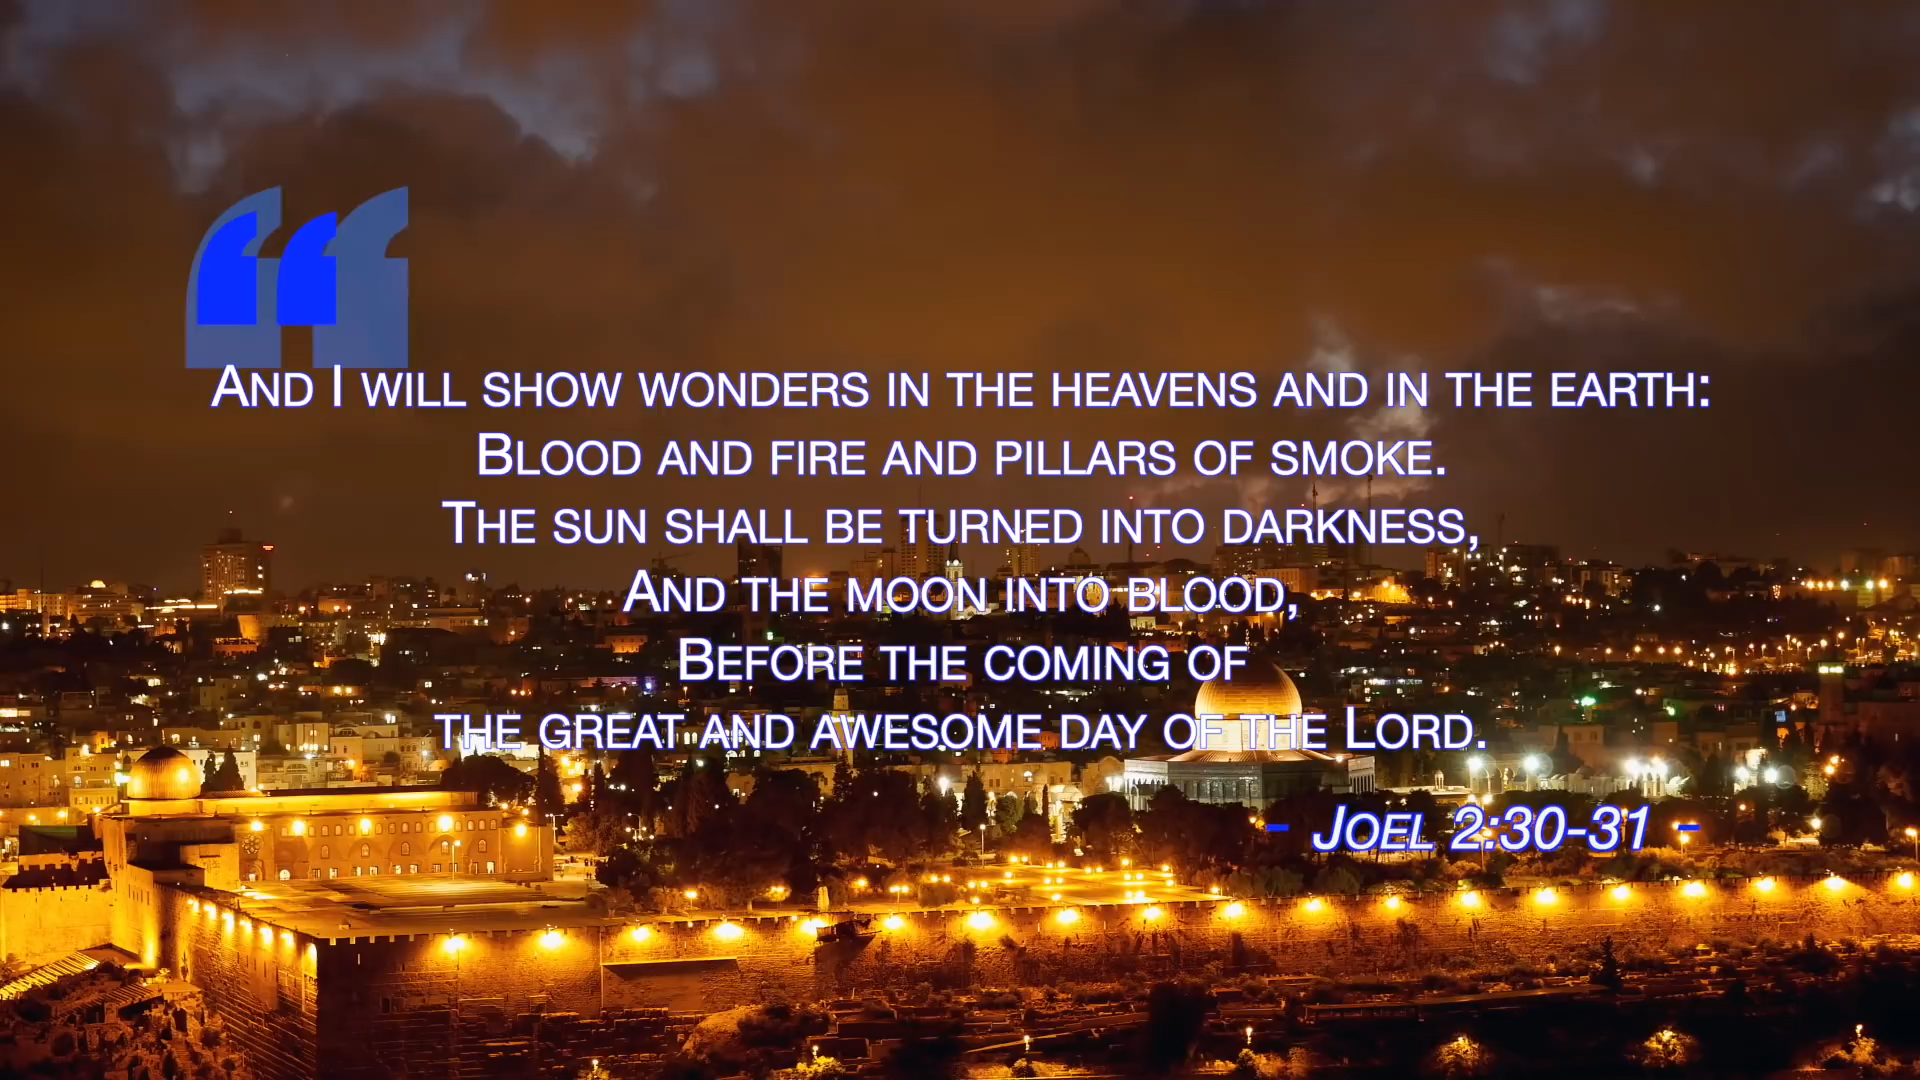 “
And I will show wonders in the heavens and in the earth:
Blood and fire and pillars of smoke.
The sun shall be turned into darkness,
And the moon into blood,
Before the coming of
the great and awesome day of the Lord.
- Joel 2:30-31 -